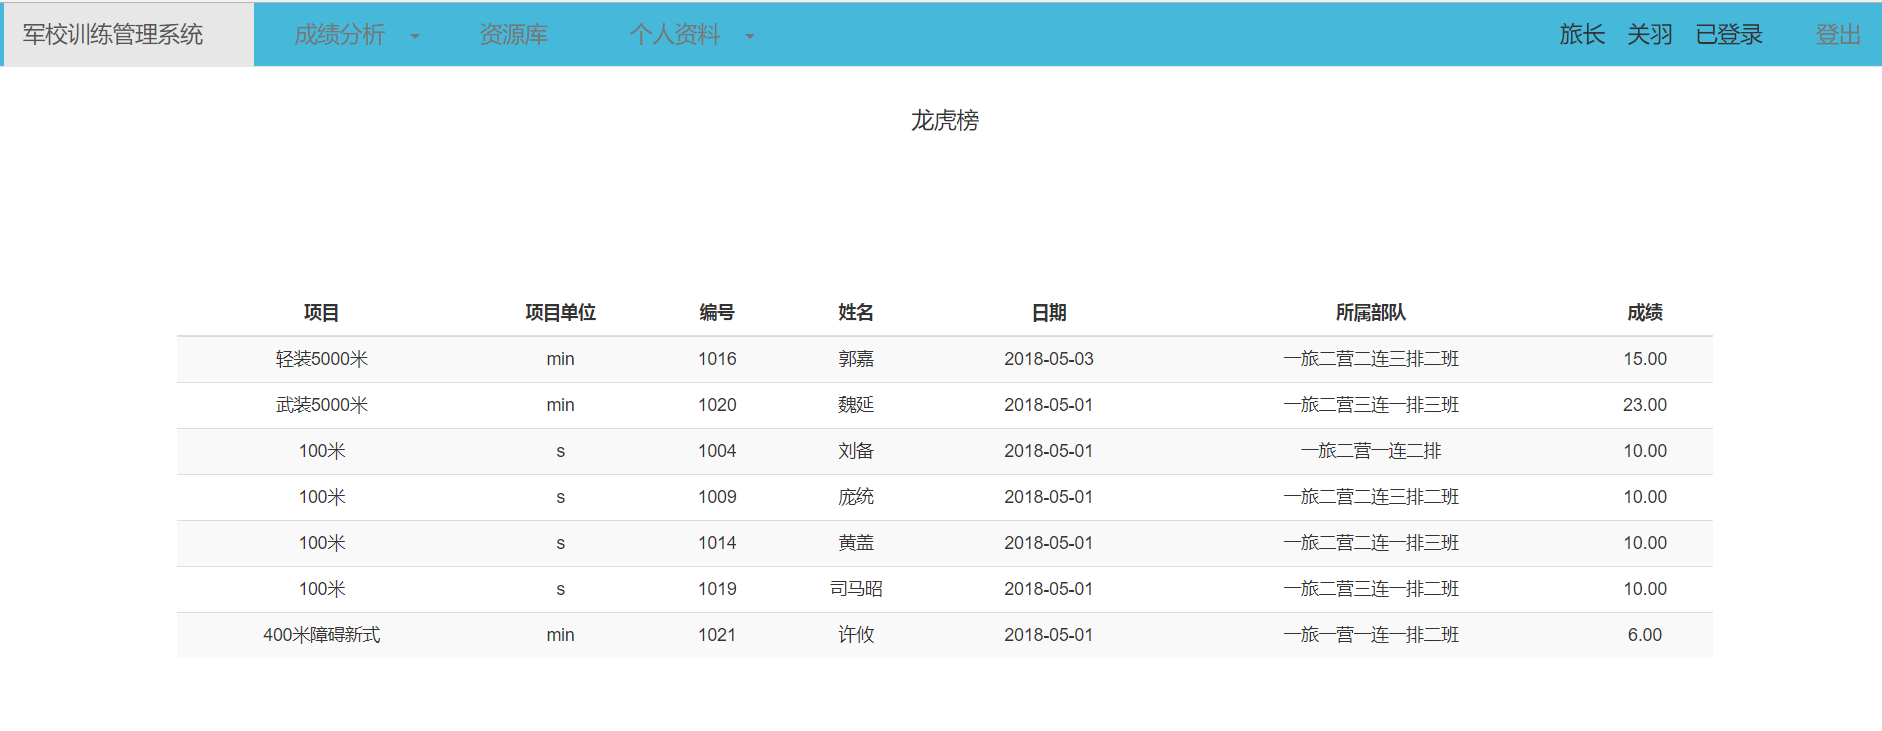 军校训练管理系统 成绩分析 资源库 个人资料 旅长 关羽 已登录 登出
龙虎榜
项目 项目单位 编号 姓名 日期 所属部队 成绩
轻装5000米 min 1016 郭嘉 2018-05-03 一旅二营二连三排二班 15.00
武装5000米 min 1020 魏延 2018-05-01 一旅二营三连一排三班 23.00
100米 s 1004 刘备 2018-05-01 一旅二营一连二排 10.00
100米 s 1009 庞统 2018-05-01 一旅二营二连三排二班 10.00
100米 s 1014 黄盖 2018-05-01 一旅二营二连一排三班 10.00
100米 s 1019 司马昭 2018-05-01 一旅二营三连一排二班 10.00
400米障碍新式 min 1021 许攸 2018-05-01 一旅一营一连一排二班 6.00